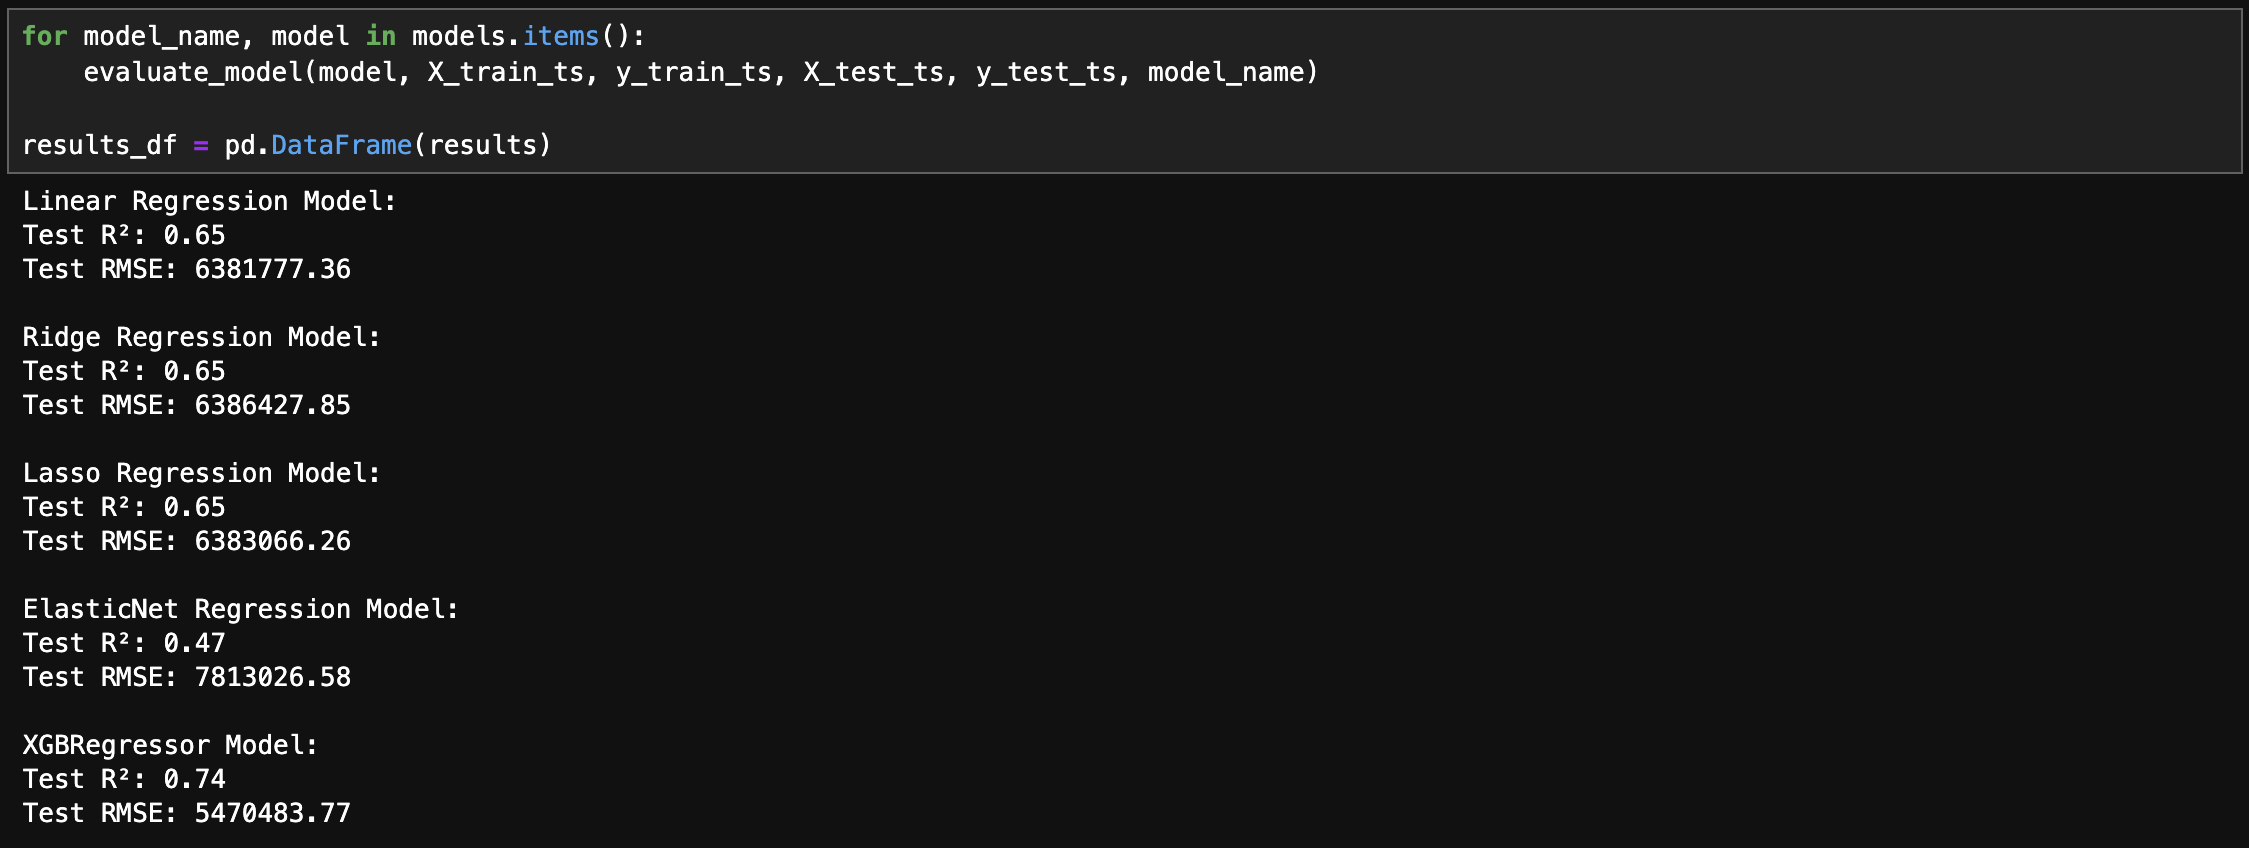 for model_name, model in models.items():
    evaluate_model(model, X_train_ts, y_train_ts, X_test_ts, y_test_ts, model_name)
results_df = pd.DataFrame(results)
Linear Regression Model:
Test R²: 0.65
Test RMSE: 6381777.36
Ridge Regression Model:
Test R²: 0.65
Test RMSE: 6386427.85
Lasso Regression Model:
Test R²: 0.65
Test RMSE: 6383066.26
ElasticNet Regression Model:
Test R²: 0.47
Test RMSE: 7813026.58
XGBRegressor Model:
Test R²: 0.74
Test RMSE: 5470483.77